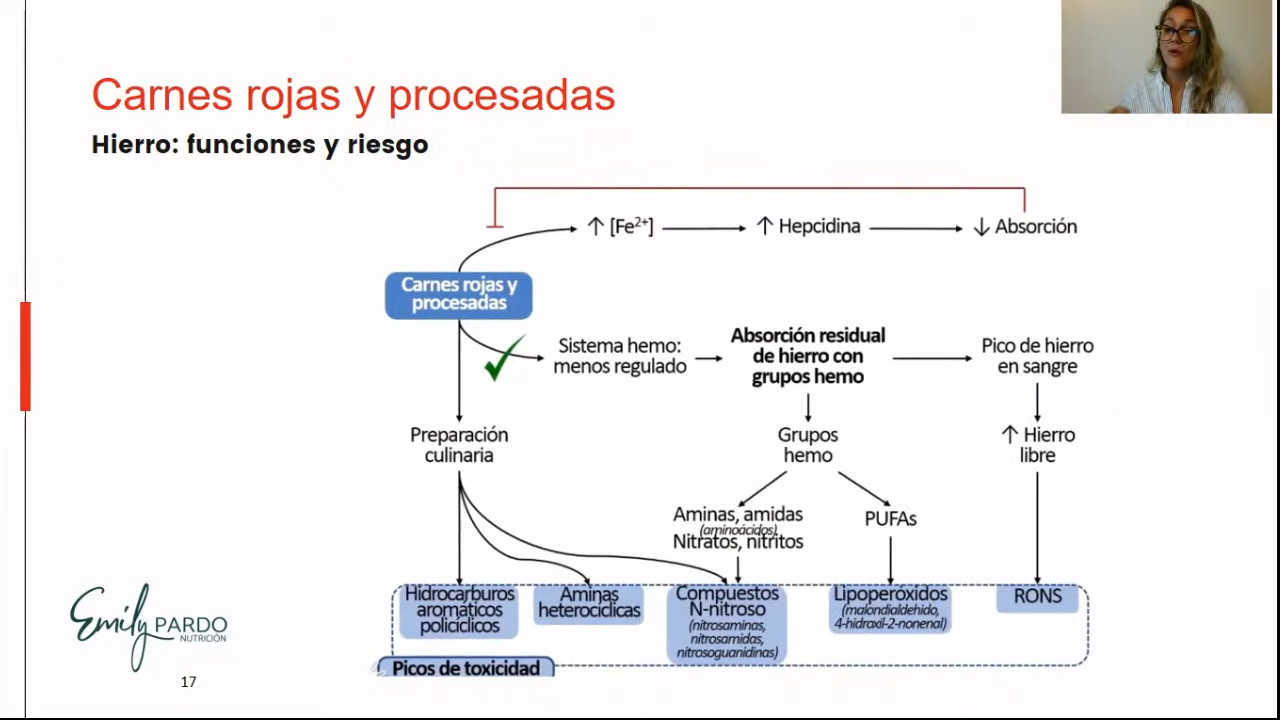 Carnes rojas y procesadas
Hierro: funciones y riesgo
↑ [Fe²⁺]
↑ Hepcidina
↓ Absorción
Carnes rojas y
procesadas
Sistema hemo:
menos regulado
Absorción residual
de hierro con
grupos hemo
Pico de hierro
en sangre
Preparación
culinaria
Grupos
hemo
↑ Hierro
libre
Aminas, amidas
(aminoácidos)
Nitratos, nitritos
PUFAs
Hidrocarburos
aromáticos
policíclicos
Aminas
heterocíclicas
Compuestos
N-nitroso
(nitrosaminas,
nitrosamidas,
nitrosoguanidinas)
Lipoperóxidos
(malondialdehido,
4-hidroxil-2-nonenal)
RONS
Picos de toxicidad
Emily PARDO
NUTRICIÓN
17